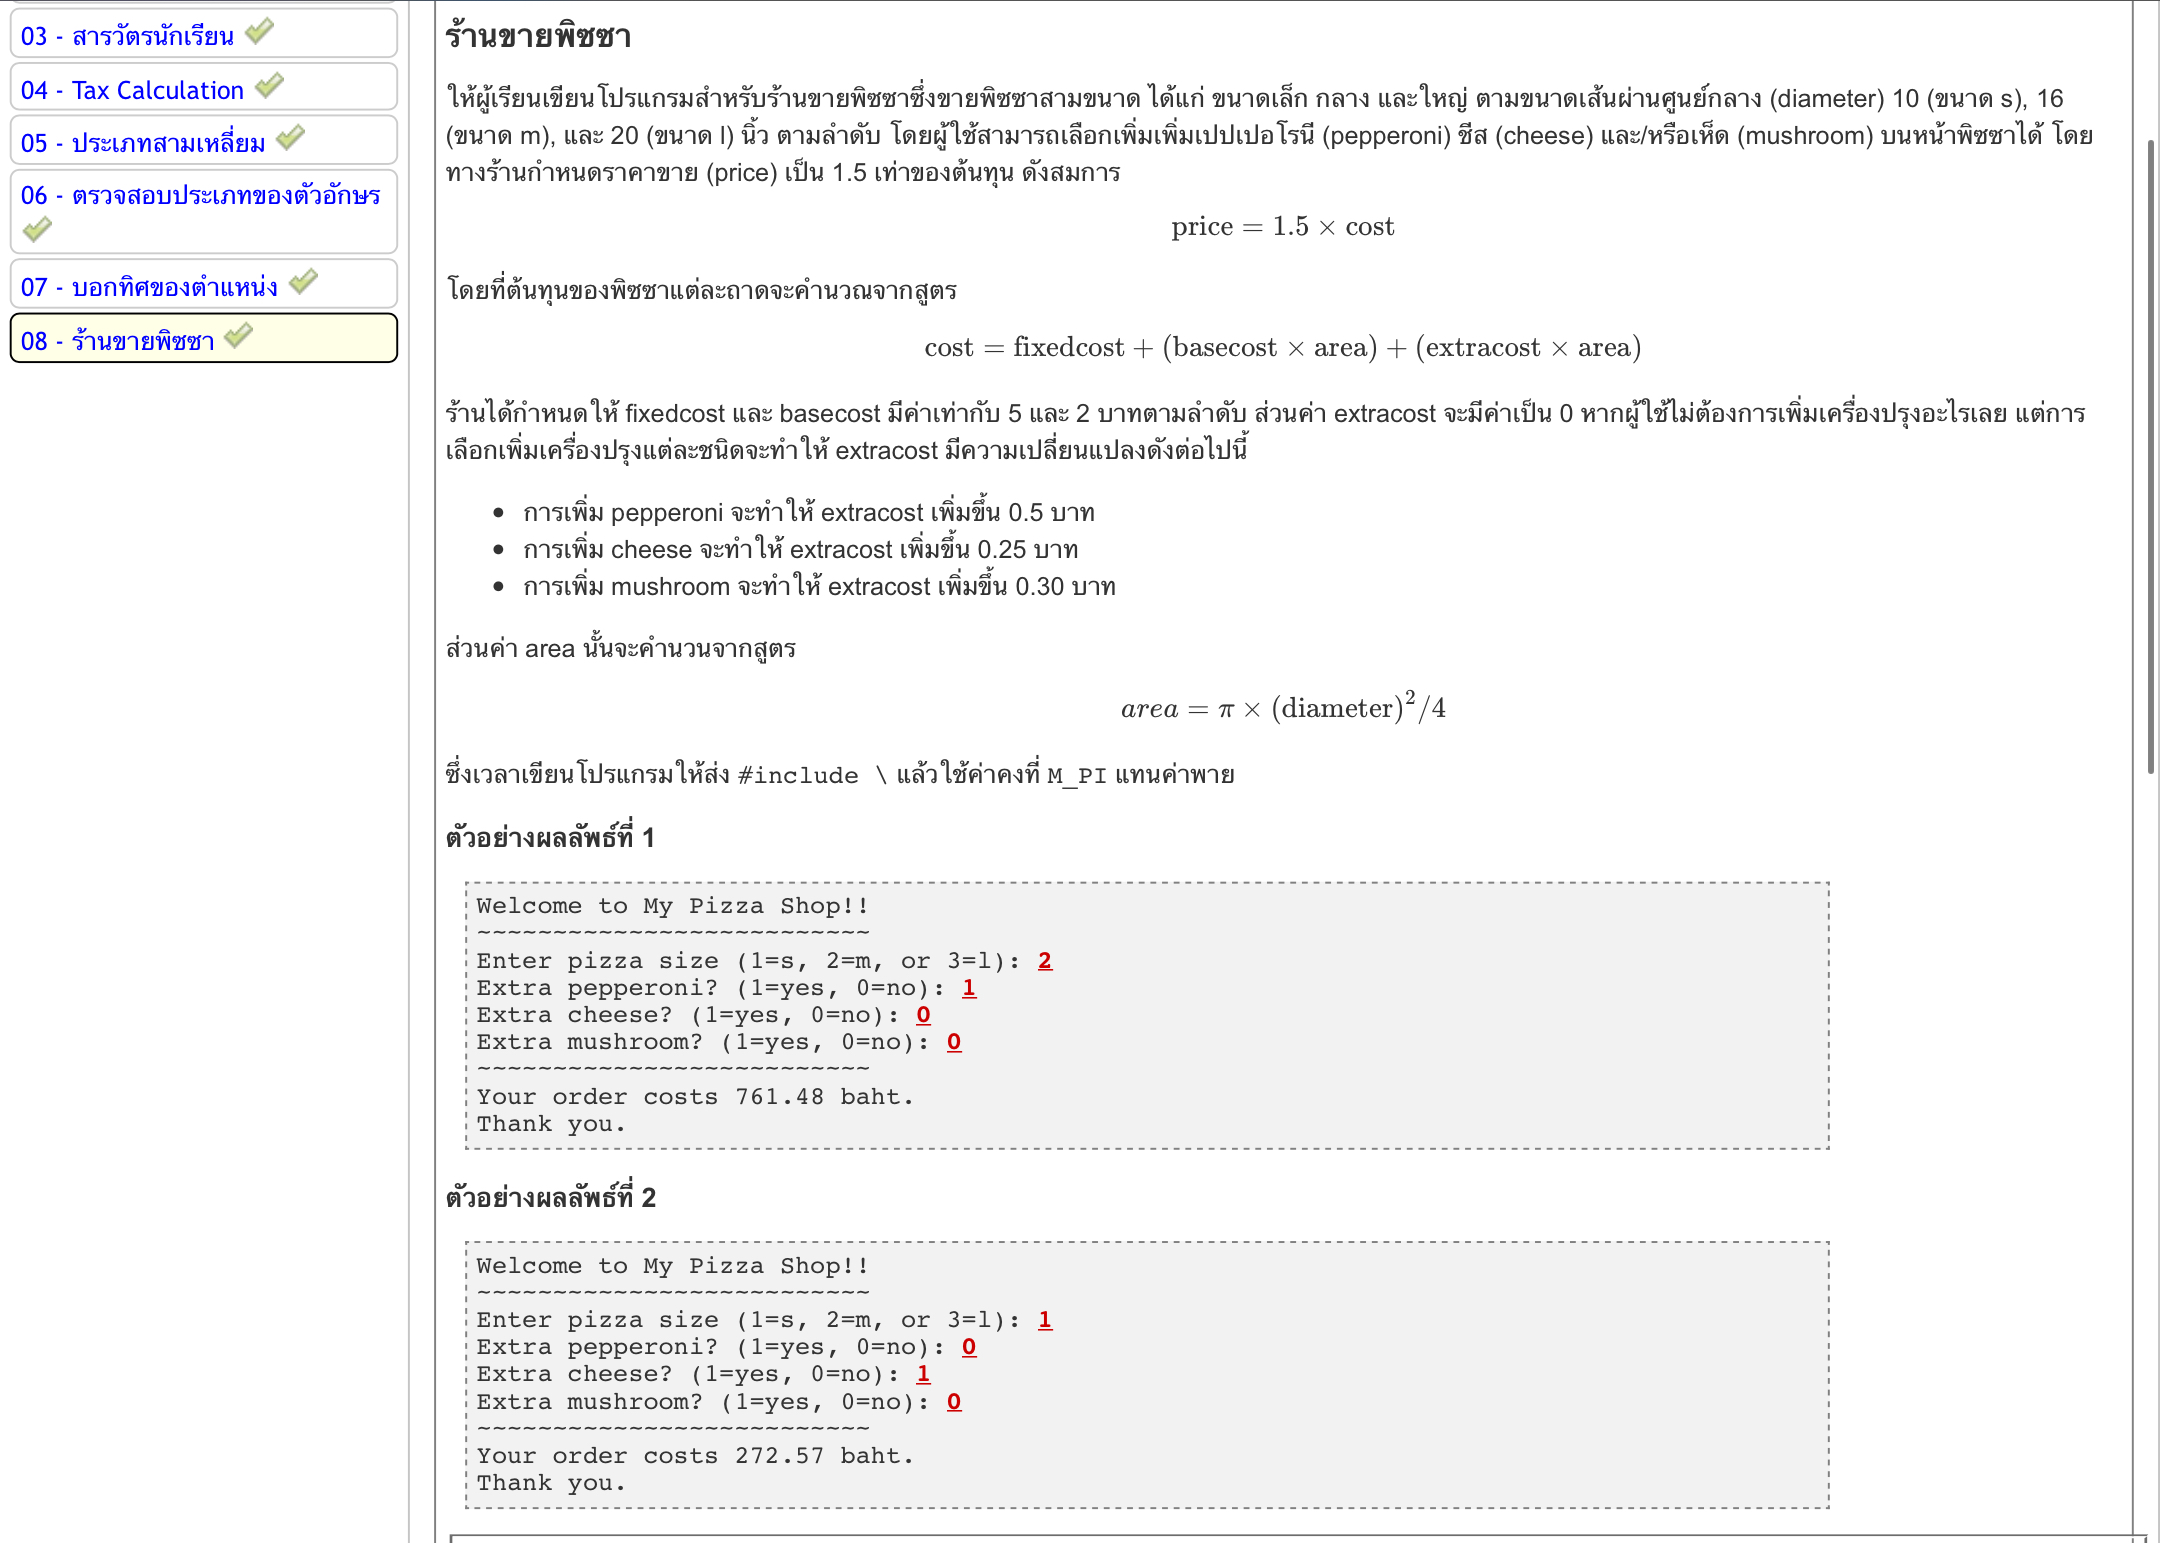 03 - สารวัตรนักเรียน
04 - Tax Calculation
05 - ประเภทสามเหลี่ยม
06 - ตรวจสอบประเภทของตัวอักษร
07 - บอกทิศของตำแหน่ง
08 - ร้านขายพิซซา
ร้านขายพิซซา
ให้ผู้เรียนเขียนโปรแกรมสำหรับร้านขายพิซซาซึ่งขายพิซซาสามขนาด ได้แก่ ขนาดเล็ก กลาง และใหญ่ ตามขนาดเส้นผ่านศูนย์กลาง (diameter) 10 (ขนาด s), 16
(ขนาด m), และ 20 (ขนาด l) นิ้ว ตามลำดับ โดยผู้ใช้สามารถเลือกเพิ่มเพิ่มเปปเปอโรนี (pepperoni) ชีส (cheese) และ/หรือเห็ด (mushroom) บนหน้าพิซซาได้ โดย
ทางร้านกำหนดราคาขาย (price) เป็น 1.5 เท่าของต้นทุน ดังสมการ
price = 1.5 × cost
โดยที่ต้นทุนของพิซซาแต่ละถาดจะคำนวณจากสูตร
cost = fixedcost + (basecost × area) + (extracost × area)
ร้านได้กำหนดให้ fixedcost และ basecost มีค่าเท่ากับ 5 และ 2 บาทตามลำดับ ส่วนค่า extracost จะมีค่าเป็น 0 หากผู้ใช้ไม่ต้องการเพิ่มเครื่องปรุงอะไรเลย แต่การ
เลือกเพิ่มเครื่องปรุงแต่ละชนิดจะทำให้ extracost มีความเปลี่ยนแปลงดังต่อไปนี้
• การเพิ่ม pepperoni จะทำให้ extracost เพิ่มขึ้น 0.5 บาท
• การเพิ่ม cheese จะทำให้ extracost เพิ่มขึ้น 0.25 บาท
• การเพิ่ม mushroom จะทำให้ extracost เพิ่มขึ้น 0.30 บาท
ส่วนค่า area นั้นจะคำนวนจากสูตร
area = π × (diameter)²/4
ซึ่งเวลาเขียนโปรแกรมให้ส่ง #include \ แล้วใช้ค่าคงที่ M_PI แทนค่าพาย
ตัวอย่างผลลัพธ์ที่ 1
Welcome to My Pizza Shop!!
~~~~~~~~~~~~~~~~~~~~~~~~~~
Enter pizza size (1=s, 2=m, or 3=l): 2
Extra pepperoni? (1=yes, 0=no): 1
Extra cheese? (1=yes, 0=no): 0
Extra mushroom? (1=yes, 0=no): 0
~~~~~~~~~~~~~~~~~~~~~~~~~~
Your order costs 761.48 baht.
Thank you.
ตัวอย่างผลลัพธ์ที่ 2
Welcome to My Pizza Shop!!
~~~~~~~~~~~~~~~~~~~~~~~~~~
Enter pizza size (1=s, 2=m, or 3=l): 1
Extra pepperoni? (1=yes, 0=no): 0
Extra cheese? (1=yes, 0=no): 1
Extra mushroom? (1=yes, 0=no): 0
~~~~~~~~~~~~~~~~~~~~~~~~~~
Your order costs 272.57 baht.
Thank you.